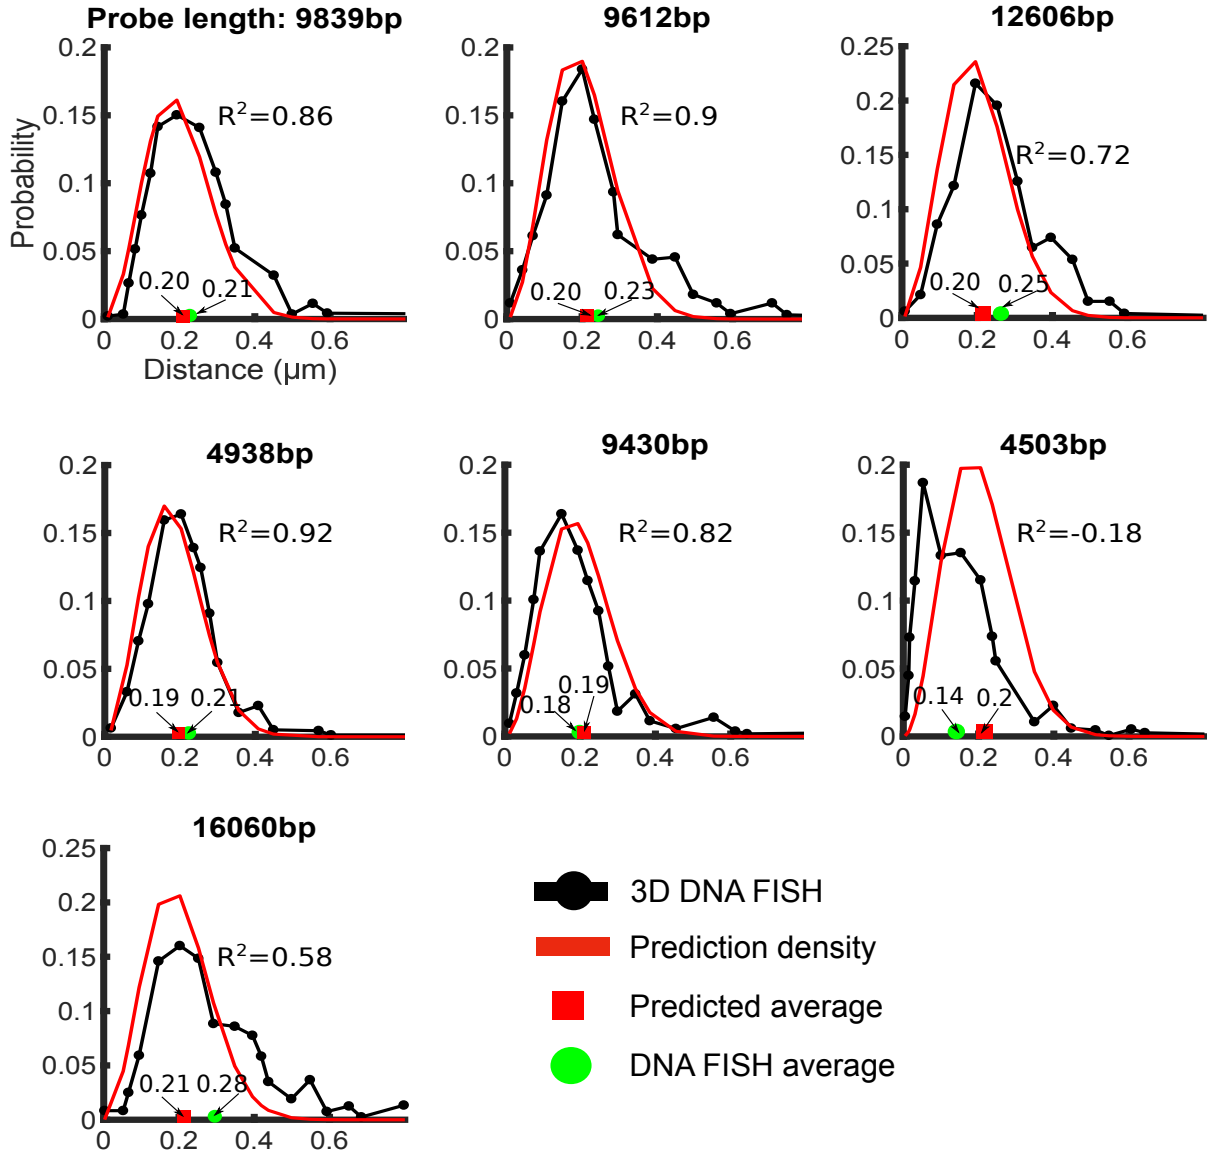 Probe length: 9839bp
0.2
0.15
0.1
0.05
0
Probability
R²=0.86
0.20
0.21
0 0.2 0.4 0.6
Distance (µm)
9612bp
0.2
0.15
0.1
0.05
0
R²=0.9
0.20
0.23
0 0.2 0.4 0.6
12606bp
0.25
0.2
0.15
0.1
0.05
0
R²=0.72
0.20
0.25
0 0.2 0.4 0.6
4938bp
0.2
0.15
0.1
0.05
0
R²=0.92
0.19
0.21
0 0.2 0.4 0.6
9430bp
0.2
0.15
0.1
0.05
0
R²=0.82
0.18
0.19
0 0.2 0.4 0.6
4503bp
0.2
0.15
0.1
0.05
0
R²=-0.18
0.14
0.2
0 0.2 0.4 0.6
16060bp
0.25
0.2
0.15
0.1
0.05
0
R²=0.58
0.21
0.28
0 0.2 0.4 0.6
3D DNA FISH
Prediction density
Predicted average
DNA FISH average